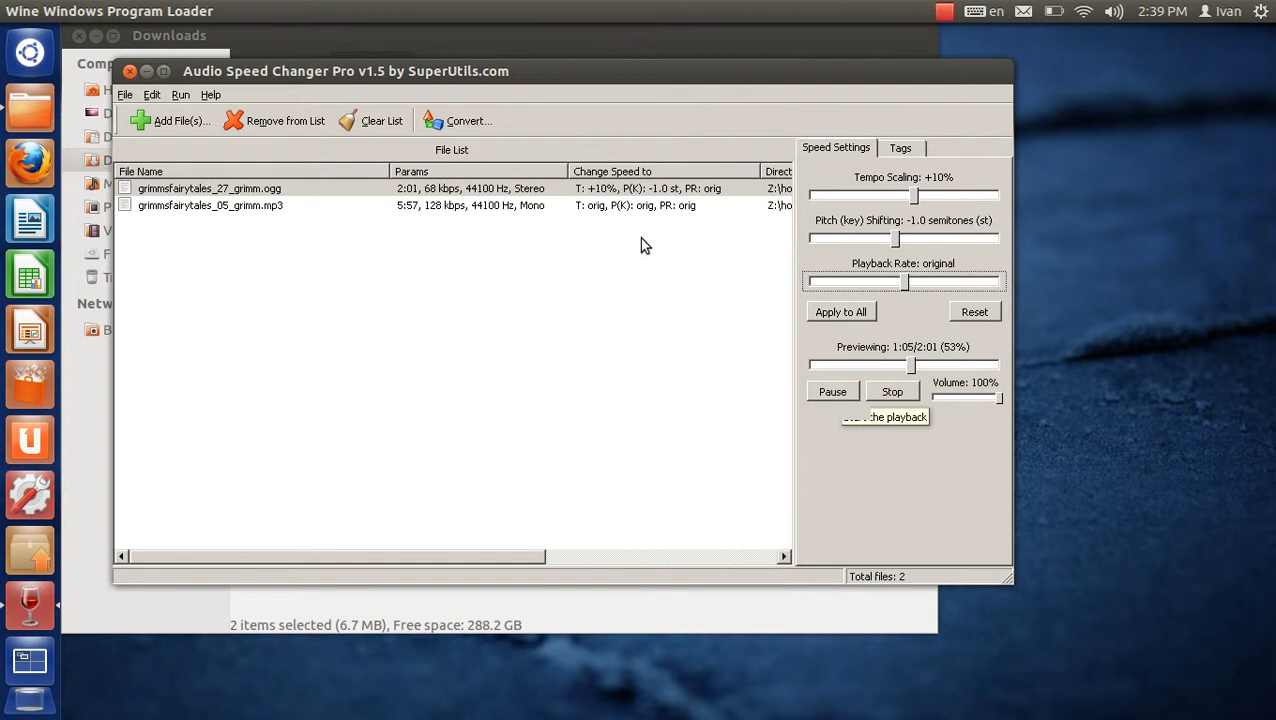 Wine Windows Program Loader
en
2:39 PM
Ivan
Downloads
Comp
Audio Speed Changer Pro v1.5 by SuperUtils.com
H
File Edit Run Help
D
Add File(s)... Remove from List Clear List Convert...
D
File List
Speed Settings Tags
D
File Name Params Change Speed to Direct
Tempo Scaling: +10%
M
grimmsfairytales_27_grimm.ogg 2:01, 68 kbps, 44100 Hz, Stereo T: +10%, P(K): -1.0 st, PR: orig Z:\ho
P
grimmsfairytales_05_grimm.mp3 5:57, 128 kbps, 44100 Hz, Mono T: orig, P(K): orig, PR: orig Z:\ho
Pitch (key) Shifting: -1.0 semitones (st)
V
F
Playback Rate: original
T
Netw
Apply to All Reset
B
Previewing: 1:05/2:01 (53%)
Volume: 100%
Pause Stop
the playback
Total files: 2
2 items selected (6.7 MB), Free space: 288.2 GB